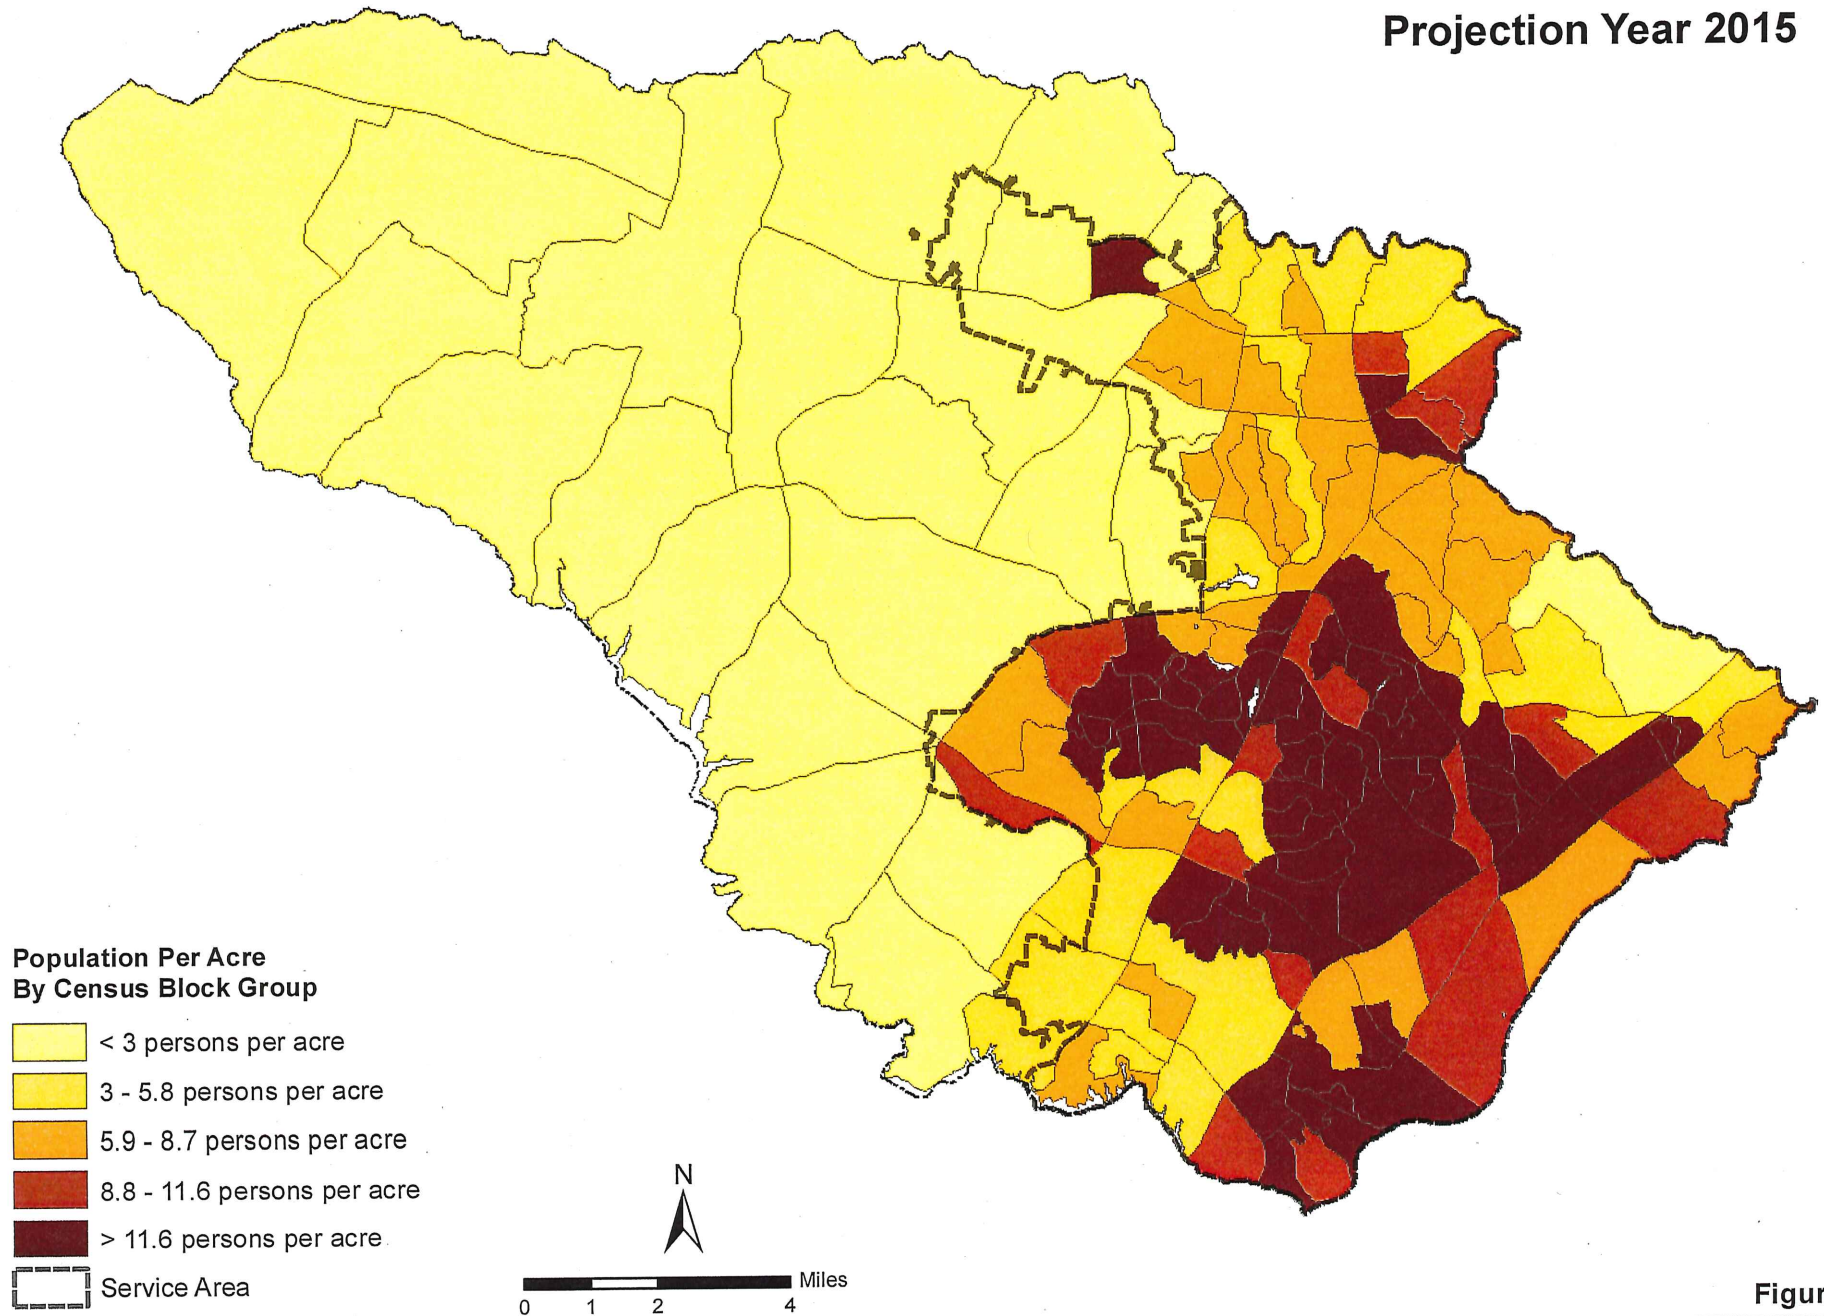 Projection Year 2015
Population Per Acre
By Census Block Group
< 3 persons per acre
3 - 5.8 persons per acre
5.9 - 8.7 persons per acre
8.8 - 11.6 persons per acre
> 11.6 persons per acre
Service Area
N
Miles
0 1 2 4
Figur